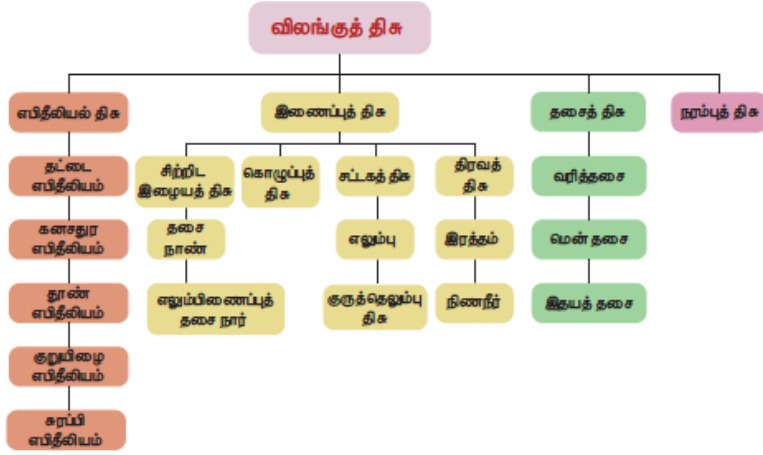 விலங்குத் திசு
எபிதீலியல் திசு
இணைப்புத் திசு
தசைத் திசு
நரம்புத் திசு
தட்டை
எபிதீலியம்
சிற்றிட
இழையத் திசு
கொழுப்புத்
திசு
சட்டகத் திசு
திரவத்
திசு
வரித்தசை
கனசதுர
எபிதீலியம்
தசை
நாண்
எலும்பு
இரத்தம்
மென் தசை
தூண்
எபிதீலியம்
எலும்பிணைப்புத்
தசை நார்
குருத்தெலும்பு
திசு
நிணநீர்
இதயத் தசை
குறுயிழை
எபிதீலியம்
சுரப்பி
எபிதீலியம்